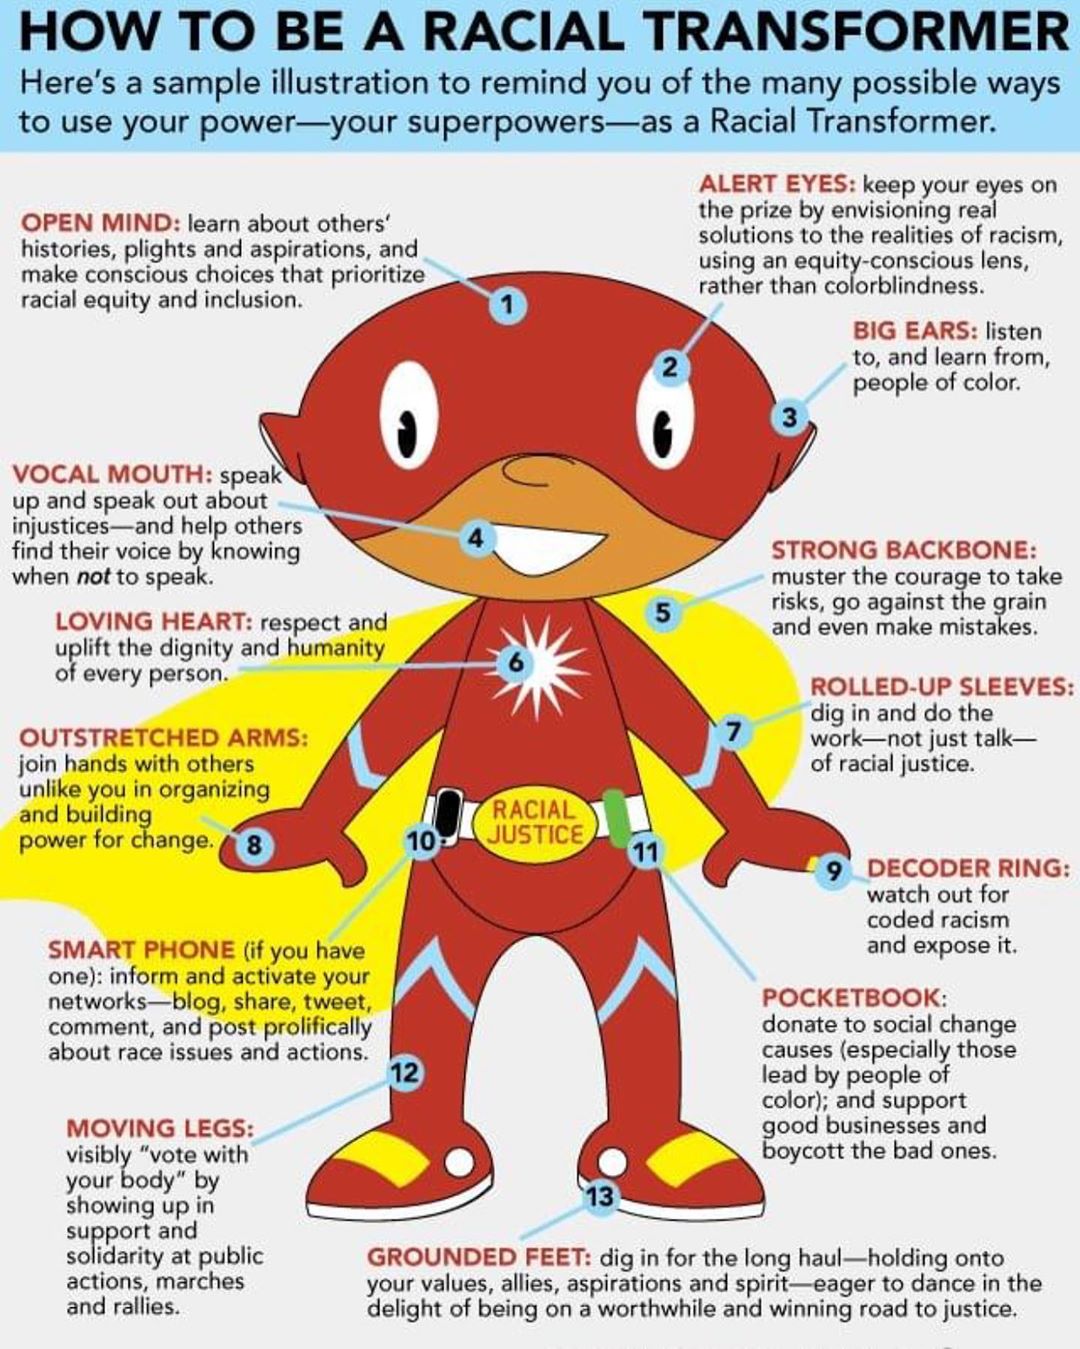 HOW TO BE A RACIAL TRANSFORMER
Here's a sample illustration to remind you of the many possible ways
to use your power—your superpowers—as a Racial Transformer.
OPEN MIND: learn about others'
histories, plights and aspirations, and
make conscious choices that prioritize
racial equity and inclusion.
ALERT EYES: keep your eyes on
the prize by envisioning real
solutions to the realities of racism,
using an equity-conscious lens,
rather than colorblindness.
1
2
BIG EARS: listen
to, and learn from,
people of color.
3
VOCAL MOUTH: speak
up and speak out about
injustices—and help others
find their voice by knowing
when not to speak.
4
STRONG BACKBONE:
muster the courage to take
risks, go against the grain
and even make mistakes.
5
LOVING HEART: respect and
uplift the dignity and humanity
of every person.
6
ROLLED-UP SLEEVES:
dig in and do the
work—not just talk—
of racial justice.
7
OUTSTRETCHED ARMS:
join hands with others
unlike you in organizing
and building
power for change.
8
RACIAL
JUSTICE
10
11
9
DECODER RING:
watch out for
coded racism
and expose it.
SMART PHONE (if you have
one): inform and activate your
networks—blog, share, tweet,
comment, and post prolifically
about race issues and actions.
POCKETBOOK:
donate to social change
causes (especially those
lead by people of
color); and support
good businesses and
boycott the bad ones.
12
MOVING LEGS:
visibly "vote with
your body" by
showing up in
support and
solidarity at public
actions, marches
and rallies.
13
GROUNDED FEET: dig in for the long haul—holding onto
your values, allies, aspirations and spirit—eager to dance in the
delight of being on a worthwhile and winning road to justice.